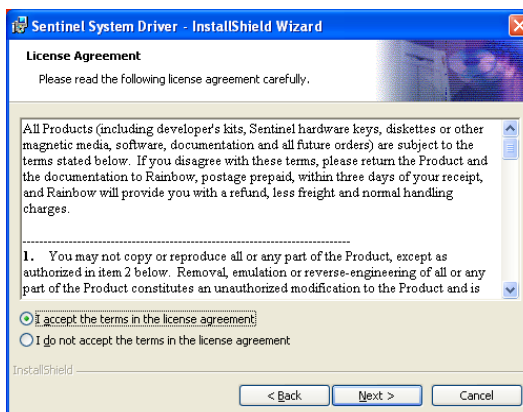 Sentinel System Driver - InstallShield Wizard
License Agreement
Please read the following license agreement carefully.
All Products (including developer's kits, Sentinel hardware keys, diskettes or other
magnetic media, software, documentation and all future orders) are subject to the
terms stated below.  If you disagree with these terms, please return the Product and
the documentation to Rainbow, postage prepaid, within three days of your receipt,
and Rainbow will provide you with a refund, less freight and normal handling
charges.
1.    You may not copy or reproduce all or any part of the Product, except as
authorized in item 2 below.  Removal, emulation or reverse-engineering of all or any
part of the Product constitutes an unauthorized modification to the Product and is
I accept the terms in the license agreement
I do not accept the terms in the license agreement
InstallShield
< Back
Next >
Cancel